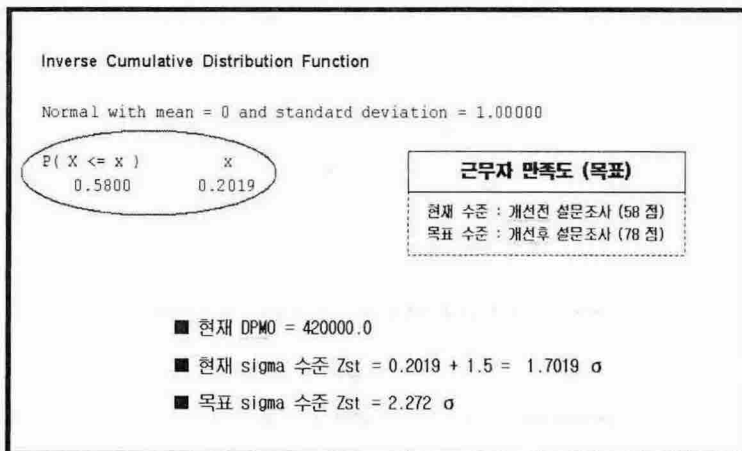 Inverse Cumulative Distribution Function
Normal with mean = 0 and standard deviation = 1.00000
P( X <= x ) x
0.5800 0.2019
근무자 만족도 (목표)
현재 수준 : 개선전 설문조사 (58 점)
목표 수준 : 개선후 설문조사 (78 점)
■ 현재 DPMO = 420000.0
■ 현재 sigma 수준 Zst = 0.2019 + 1.5 = 1.7019 σ
■ 목표 sigma 수준 Zst = 2.272 σ